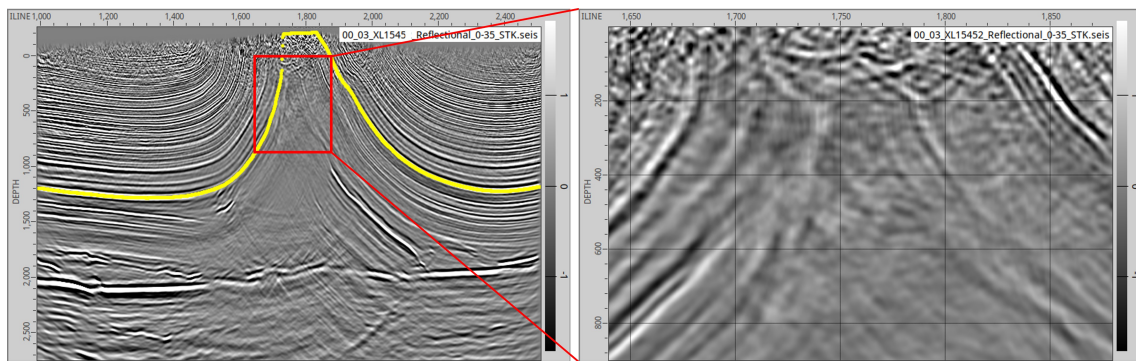 ILINE 1,000 1,200 1,400 1,600 1,800 2,000 2,200 2,400
00_03_XL1545 _ Reflectional_0-35_STK.seis
0
500
1,000
1,500
2,000
2,500
DEPTH
1
0
-1
ILINE 1,650 1,700 1,750 1,800 1,850
00_03_XL15452_Reflectional_0-35_STK.seis
200
400
600
800
DEPTH
1
0
-1